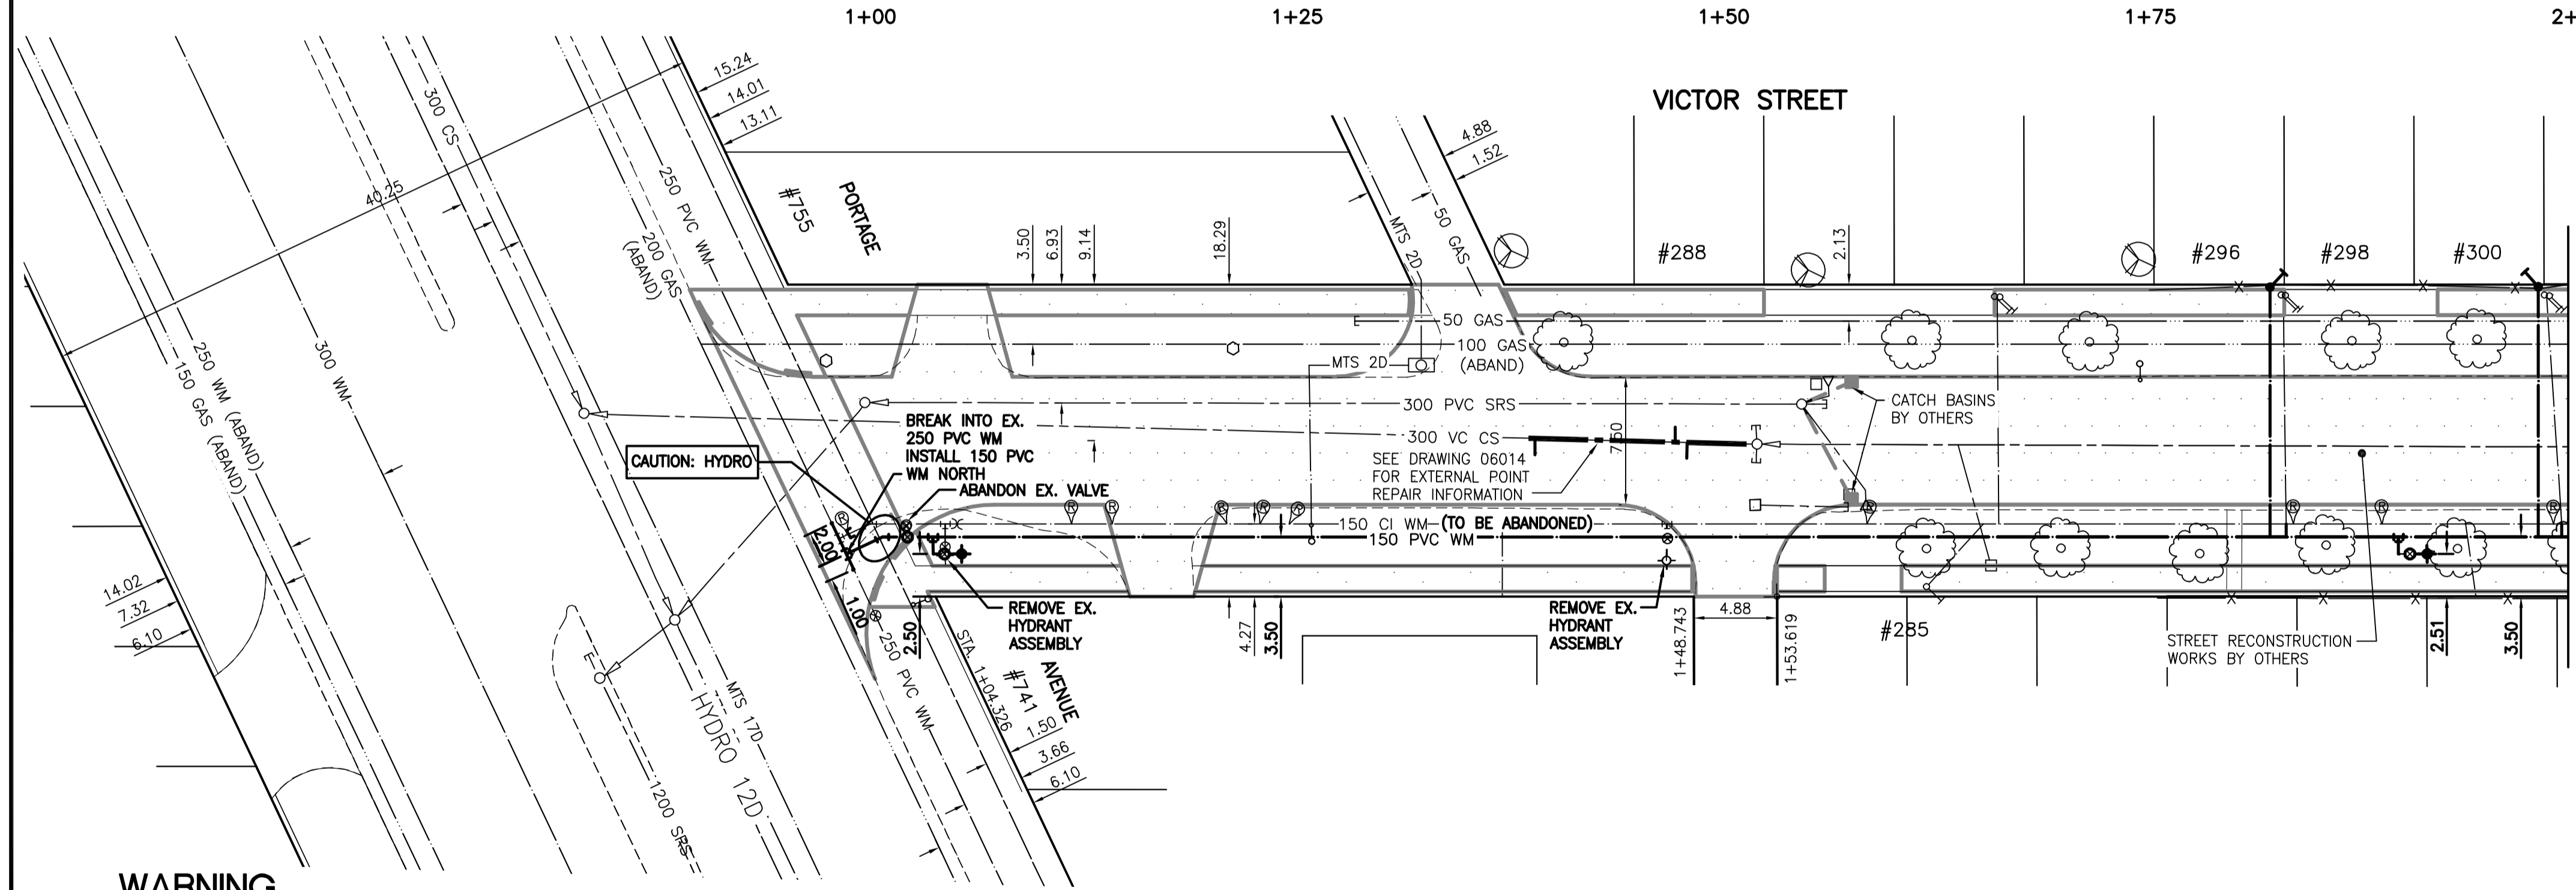 1+00
1+25
1+50
1+75
2+
VICTOR STREET
15.24
14.01
13.11
4.88
1.52
300 CS
40.25
250 PVC WM
200 GAS
(ABAND)
#755
PORTAGE
3.50
6.93
9.14
18.29
MTS 2D
50 GAS
#288
2.13
#296
#298
#300
50 GAS
100 GAS
(ABAND)
MTS 2D
300 WM
250 WM (ABAND)
150 GAS (ABAND)
300 PVC SRS
CATCH BASINS
BY OTHERS
BREAK INTO EX.
250 PVC WM
INSTALL 150 PVC
WM NORTH
CAUTION: HYDRO
ABANDON EX. VALVE
300 VC CS
SEE DRAWING 06014
FOR EXTERNAL POINT
REPAIR INFORMATION
150 CI WM (TO BE ABANDONED)
150 PVC WM
2.00
1.00
2.50
REMOVE EX.
HYDRANT
ASSEMBLY
4.27
3.50
REMOVE EX.
HYDRANT
ASSEMBLY
1+48.743
4.88
1+53.619
#285
STREET RECONSTRUCTION
WORKS BY OTHERS
2.51
3.50
14.02
7.32
6.10
250 PVC WM
STA. 1+04.326
#741
AVENUE
1.50
3.66
6.10
MTS 17D
HYDRO 12D
1200 SRS
WARNING